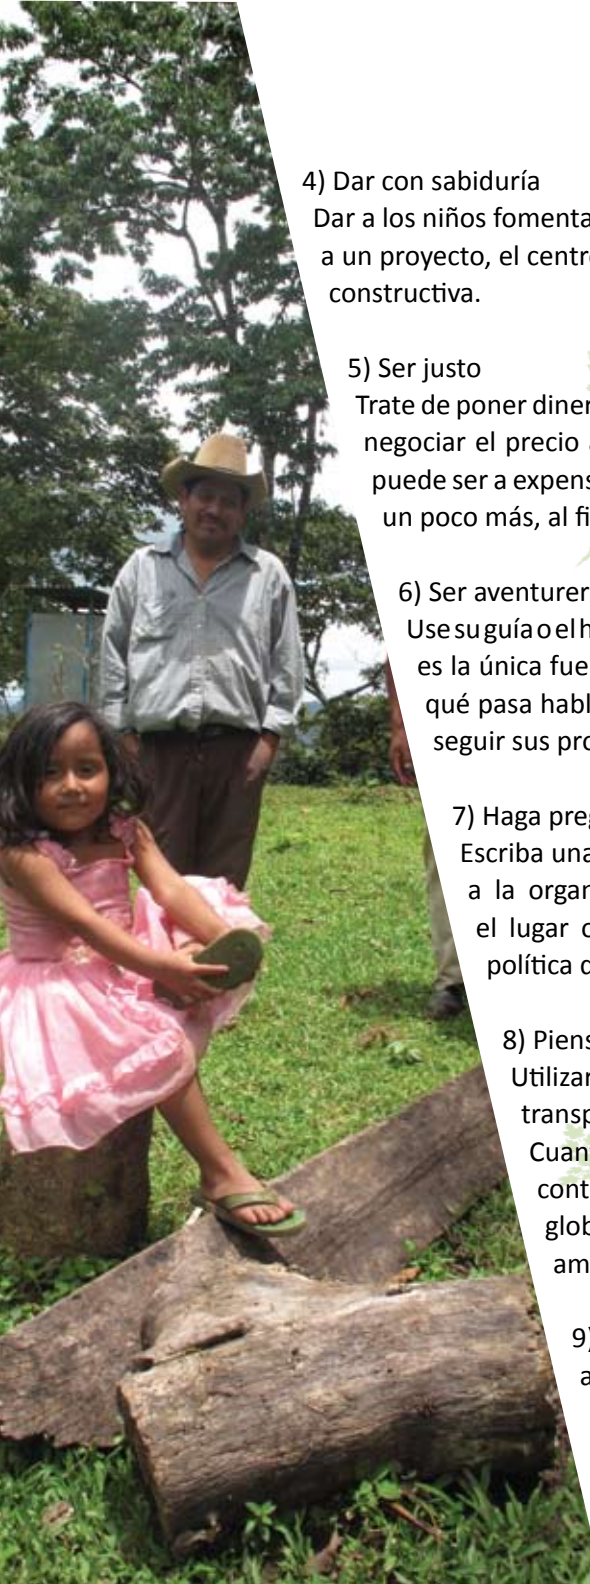 4) Dar con sabiduría
Dar a los niños fomenta
a un proyecto, el centr
constructiva.
5) Ser justo
Trate de poner diner
negociar el precio
puede ser a expens
un poco más, al fi
6) Ser aventurer
Use su guía o el h
es la única fue
qué pasa habl
seguir sus pro
7) Haga preg
Escriba una
a la organ
el lugar
política
8) Piens
Utilizar
transp
Cuan
cont
glob
am
9)
a